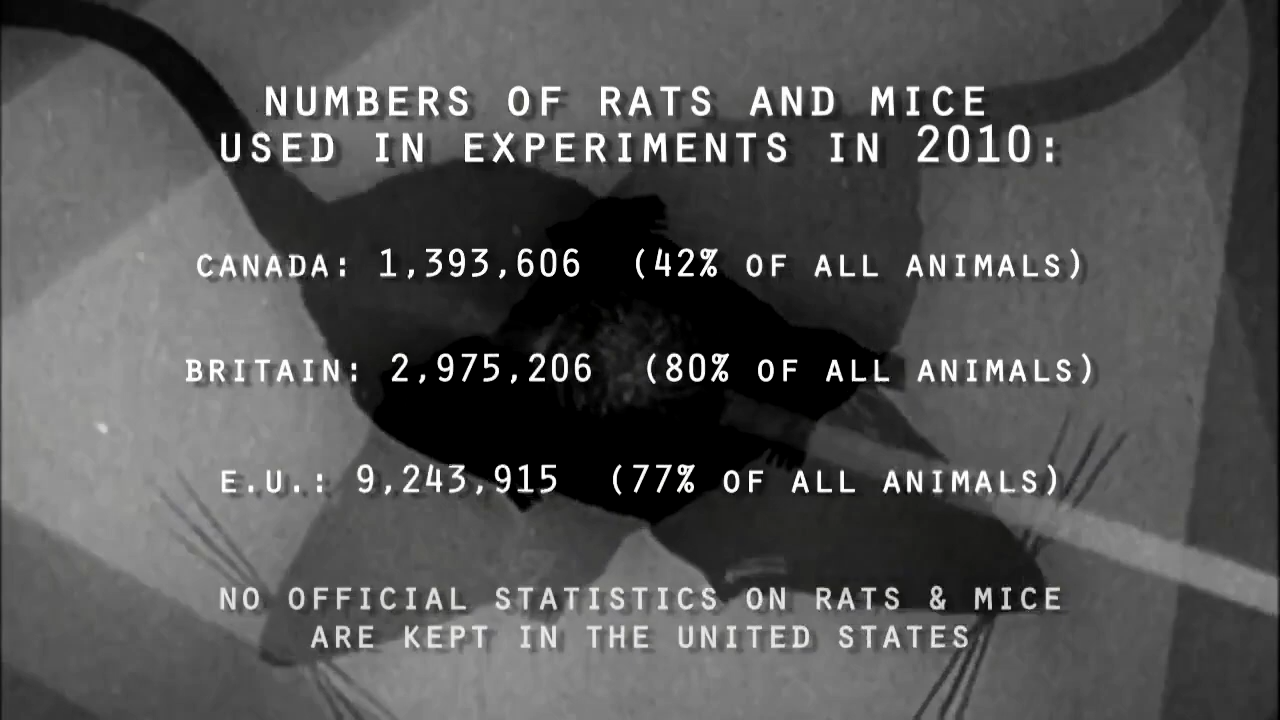 NUMBERS OF RATS AND MICE
USED IN EXPERIMENTS IN 2010:
CANADA: 1,393,606 (42% OF ALL ANIMALS)
BRITAIN: 2,975,206 (80% OF ALL ANIMALS)
E.U.: 9,243,915 (77% OF ALL ANIMALS)
NO OFFICIAL STATISTICS ON RATS & MICE
ARE KEPT IN THE UNITED STATES